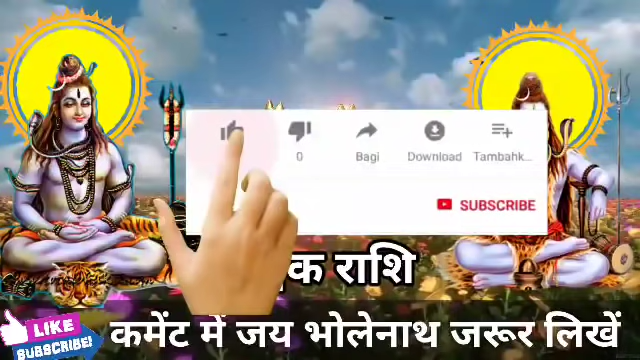 0 Bagi Download Tambahk...
SUBSCRIBE
राशि
LIKE
SUBSCRIBE!
कमेंट में जय भोलेनाथ जरूर लिखें